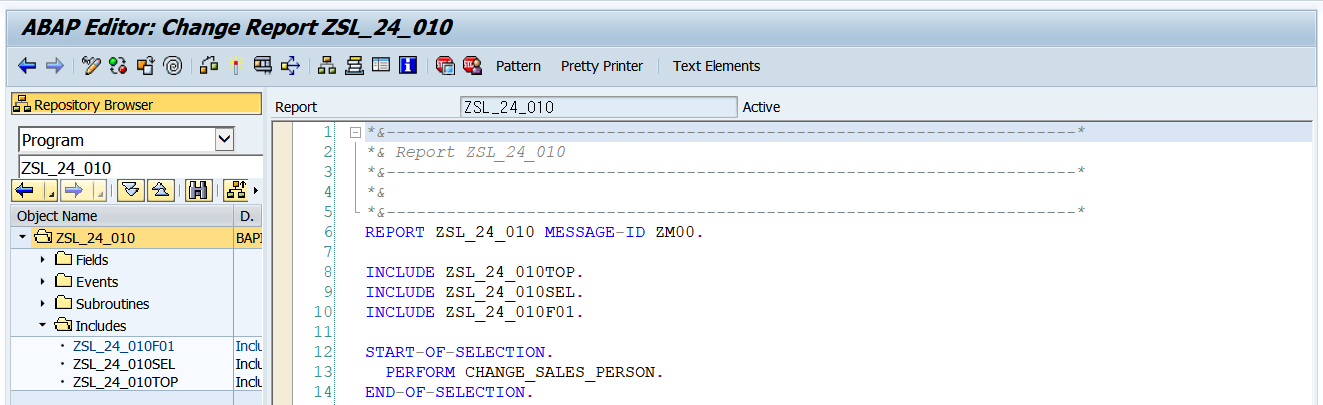 ABAP Editor: Change Report ZSL_24_010
Pattern Pretty Printer Text Elements
Repository Browser
Program
ZSL_24_010
Object Name D.
ZSL_24_010 BAPI
Fields
Events
Subroutines
Includes
ZSL_24_010F01 Inclu
ZSL_24_010SEL Inclu
ZSL_24_010TOP Inclu
Report ZSL_24_010 Active
1 *&---------------------------------------------------------------------*
2 *& Report ZSL_24_010
3 *&---------------------------------------------------------------------*
4 *&
5 *&---------------------------------------------------------------------*
6 REPORT ZSL_24_010 MESSAGE-ID ZM00.
7
8 INCLUDE ZSL_24_010TOP.
9 INCLUDE ZSL_24_010SEL.
10 INCLUDE ZSL_24_010F01.
11
12 START-OF-SELECTION.
13 PERFORM CHANGE_SALES_PERSON.
14 END-OF-SELECTION.